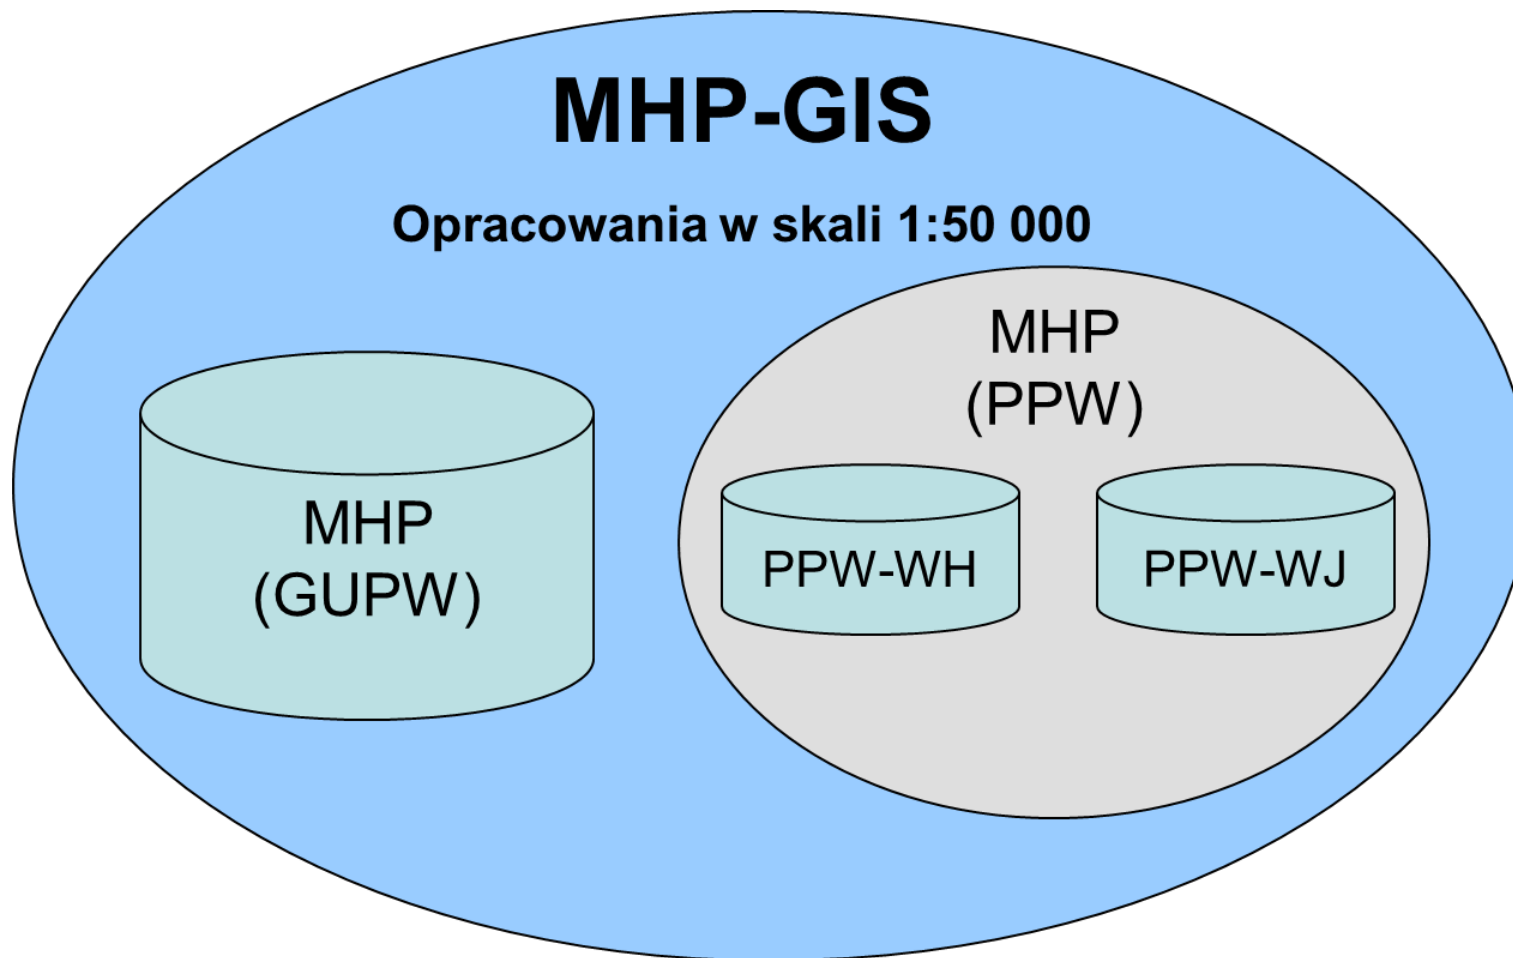 MHP-GIS
Opracowania w skali 1:50 000
MHP
(GUPW)
MHP
(PPW)
PPW-WH
PPW-WJ